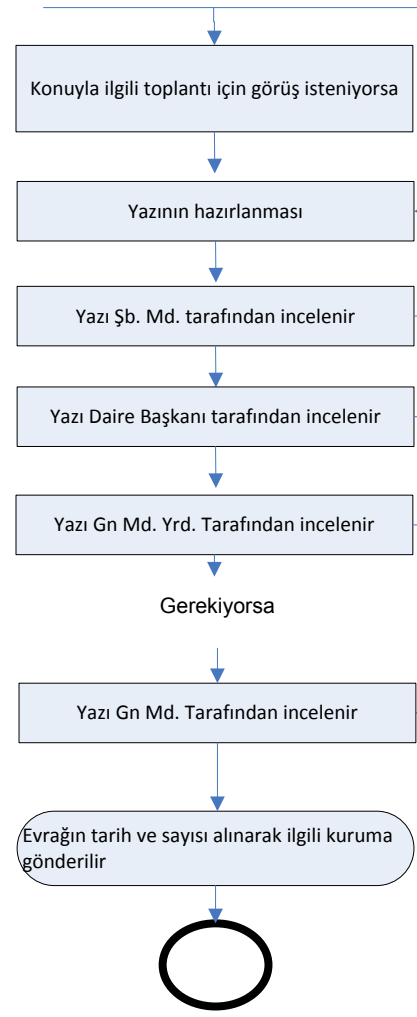 Konuyla ilgili toplantı için görüş isteniyorsa
Yazının hazırlanması
Yazı Şb. Md. tarafından incelenir
Yazı Daire Başkanı tarafından incelenir
Yazı Gn Md. Yrd. Tarafından incelenir
Gerekiyorsa
Yazı Gn Md. Tarafından incelenir
Evrağın tarih ve sayısı alınarak ilgili kuruma
gönderilir